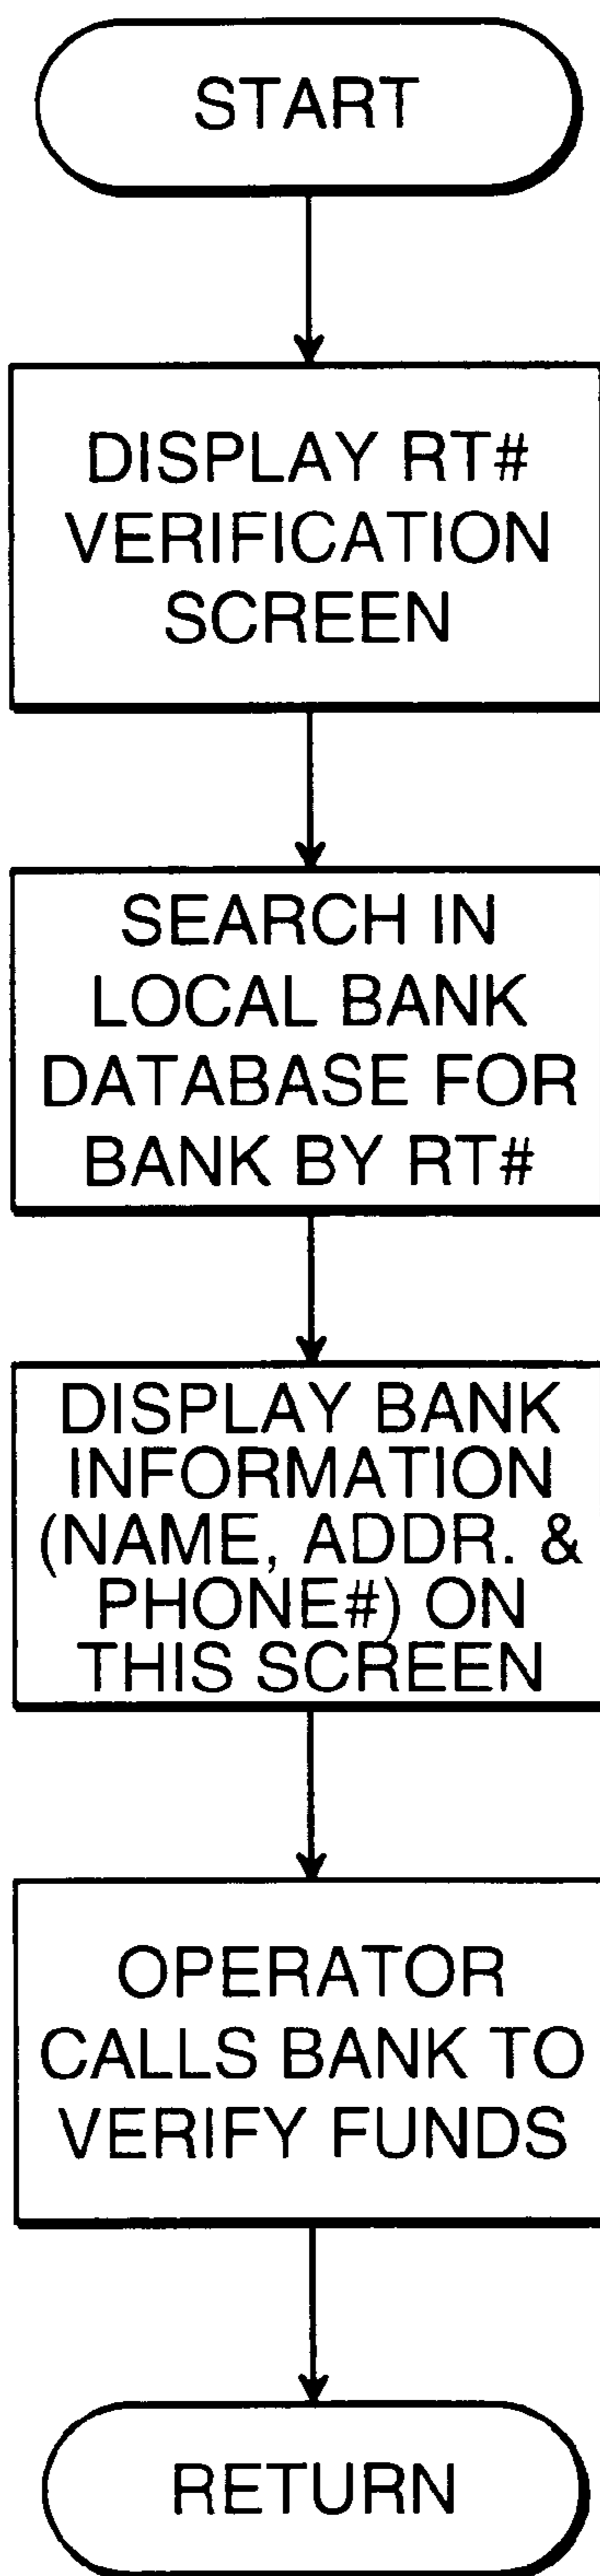 START
DISPLAY RT#
VERIFICATION
SCREEN
SEARCH IN
LOCAL BANK
DATABASE FOR
BANK BY RT#
DISPLAY BANK
INFORMATION
(NAME, ADDR. &
PHONE#) ON
THIS SCREEN
OPERATOR
CALLS BANK TO
VERIFY FUNDS
RETURN